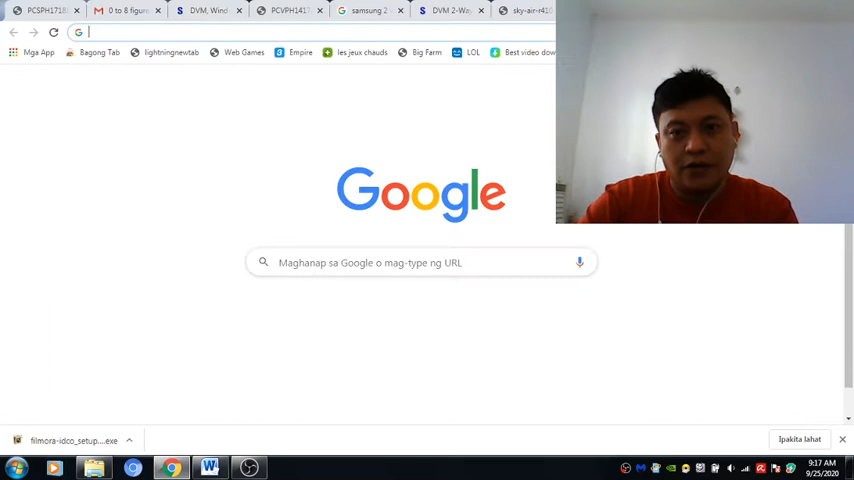 PCSPH1718
0 to 8 figure
DVM, Wind
PCVPH1417
samsung 2
DVM 2-Way
sky-air-r410
Mga App
Bagong Tab
lightningnewtab
Web Games
Empire
les jeux chauds
Big Farm
LOL
Best video dow
Google
Maghanap sa Google o mag-type ng URL
filmora-idco_setup....exe
Ipakita lahat
9:17 AM
9/25/2020